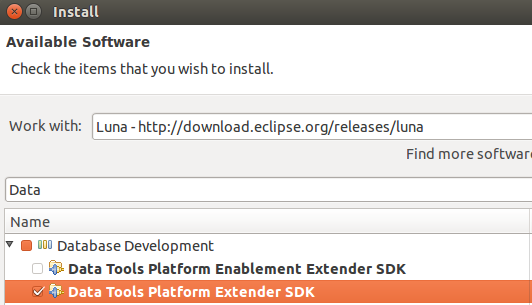 Install
Available Software
Check the items that you wish to install.
Work with: Luna - http://download.eclipse.org/releases/luna
Find more software
Data
Name
Database Development
Data Tools Platform Enablement Extender SDK
Data Tools Platform Extender SDK